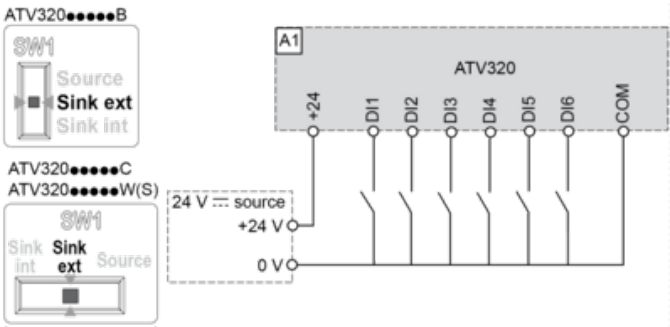 ATV320●●●●●B
SW1
Source
Sink ext
Sink int
ATV320●●●●●C
ATV320●●●●●W(S)
SW1
Sink int
Sink ext
Source
A1
ATV320
+24
DI1
DI2
DI3
DI4
DI5
DI6
COM
24 V ⎓ source
+24 V
0 V